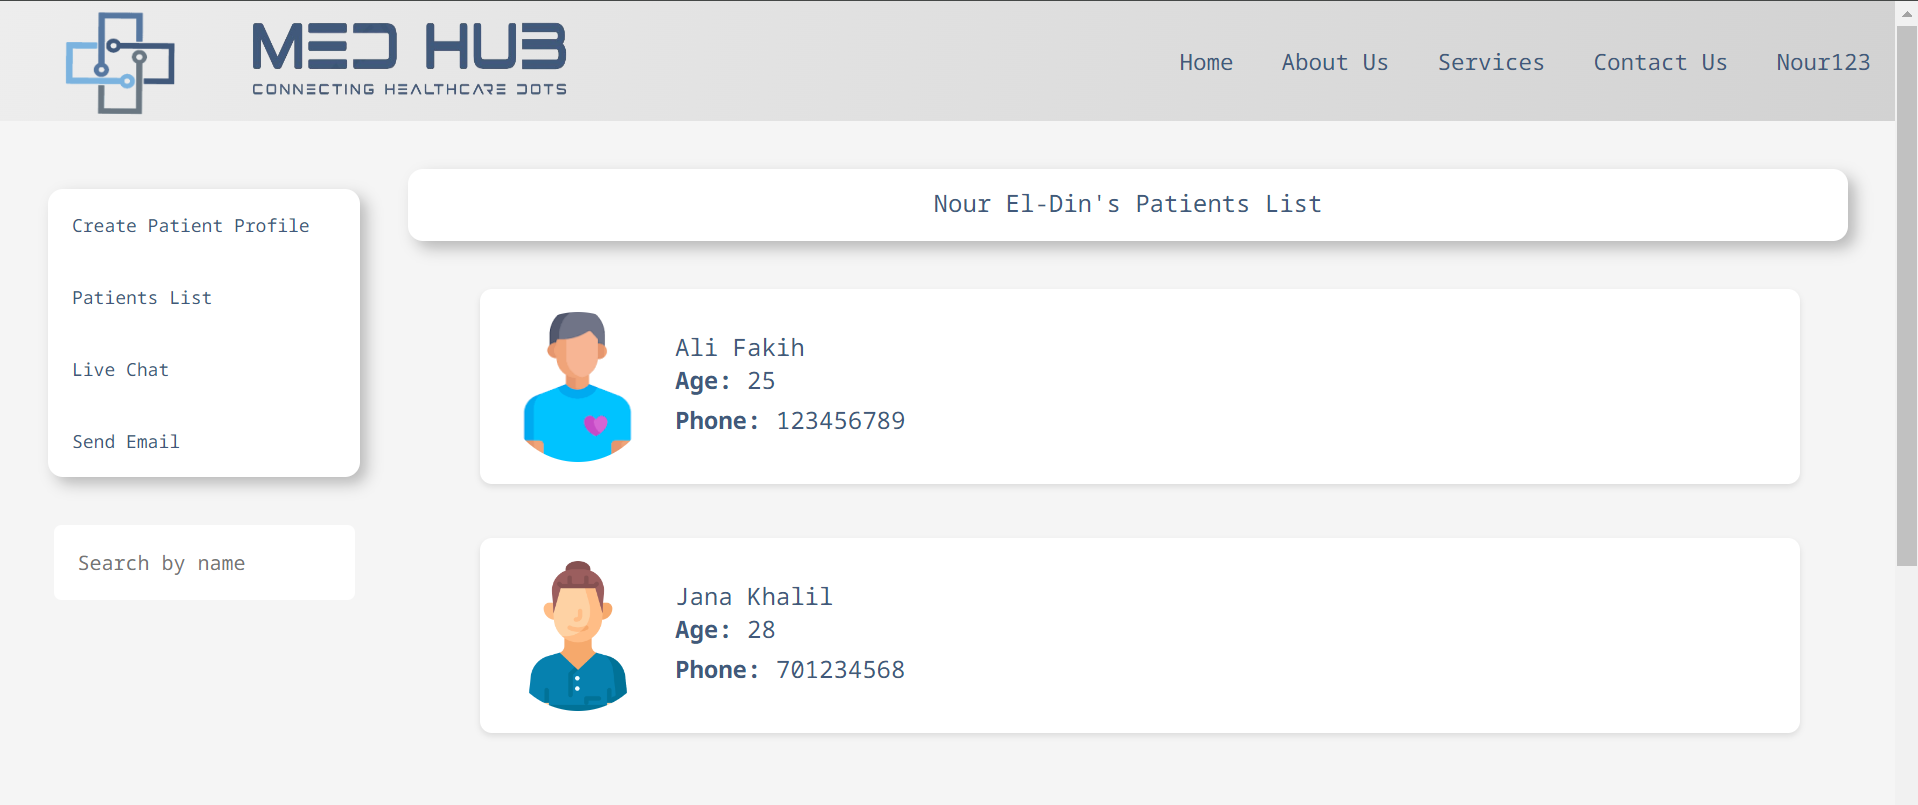 MED HUB
CONNECTING HEALTHCARE DOTS
Home About Us Services Contact Us Nour123
Create Patient Profile
Patients List
Live Chat
Send Email
Search by name
Nour El-Din's Patients List
Ali Fakih
Age: 25
Phone: 123456789
Jana Khalil
Age: 28
Phone: 701234568